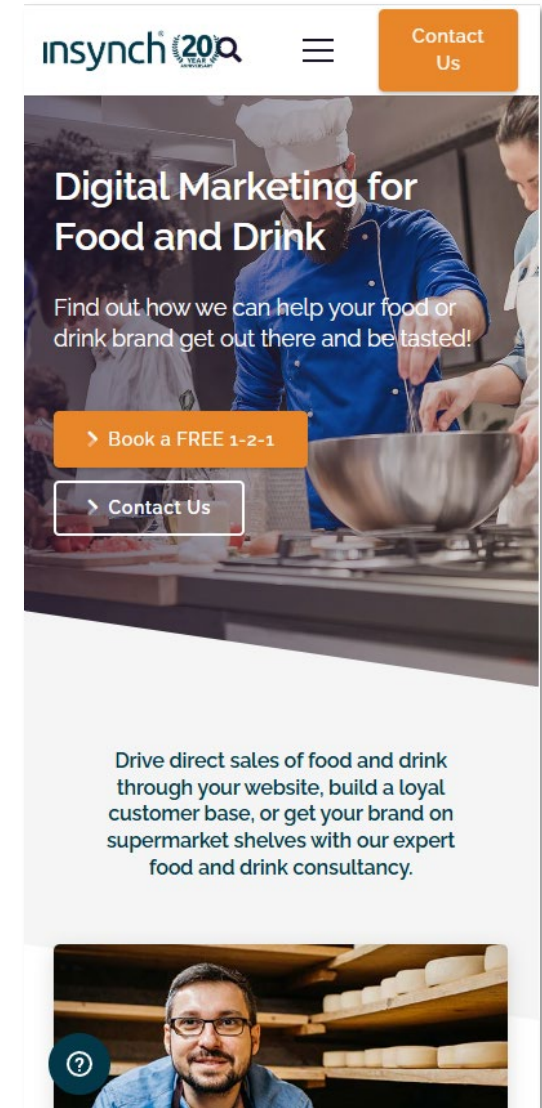 insynch® 20 YEAR ANNIVERSARY
Contact Us
Digital Marketing for
Food and Drink
Find out how we can help your food or
drink brand get out there and be tasted!
Book a FREE 1-2-1
Contact Us
Drive direct sales of food and drink
through your website, build a loyal
customer base, or get your brand on
supermarket shelves with our expert
food and drink consultancy.
?